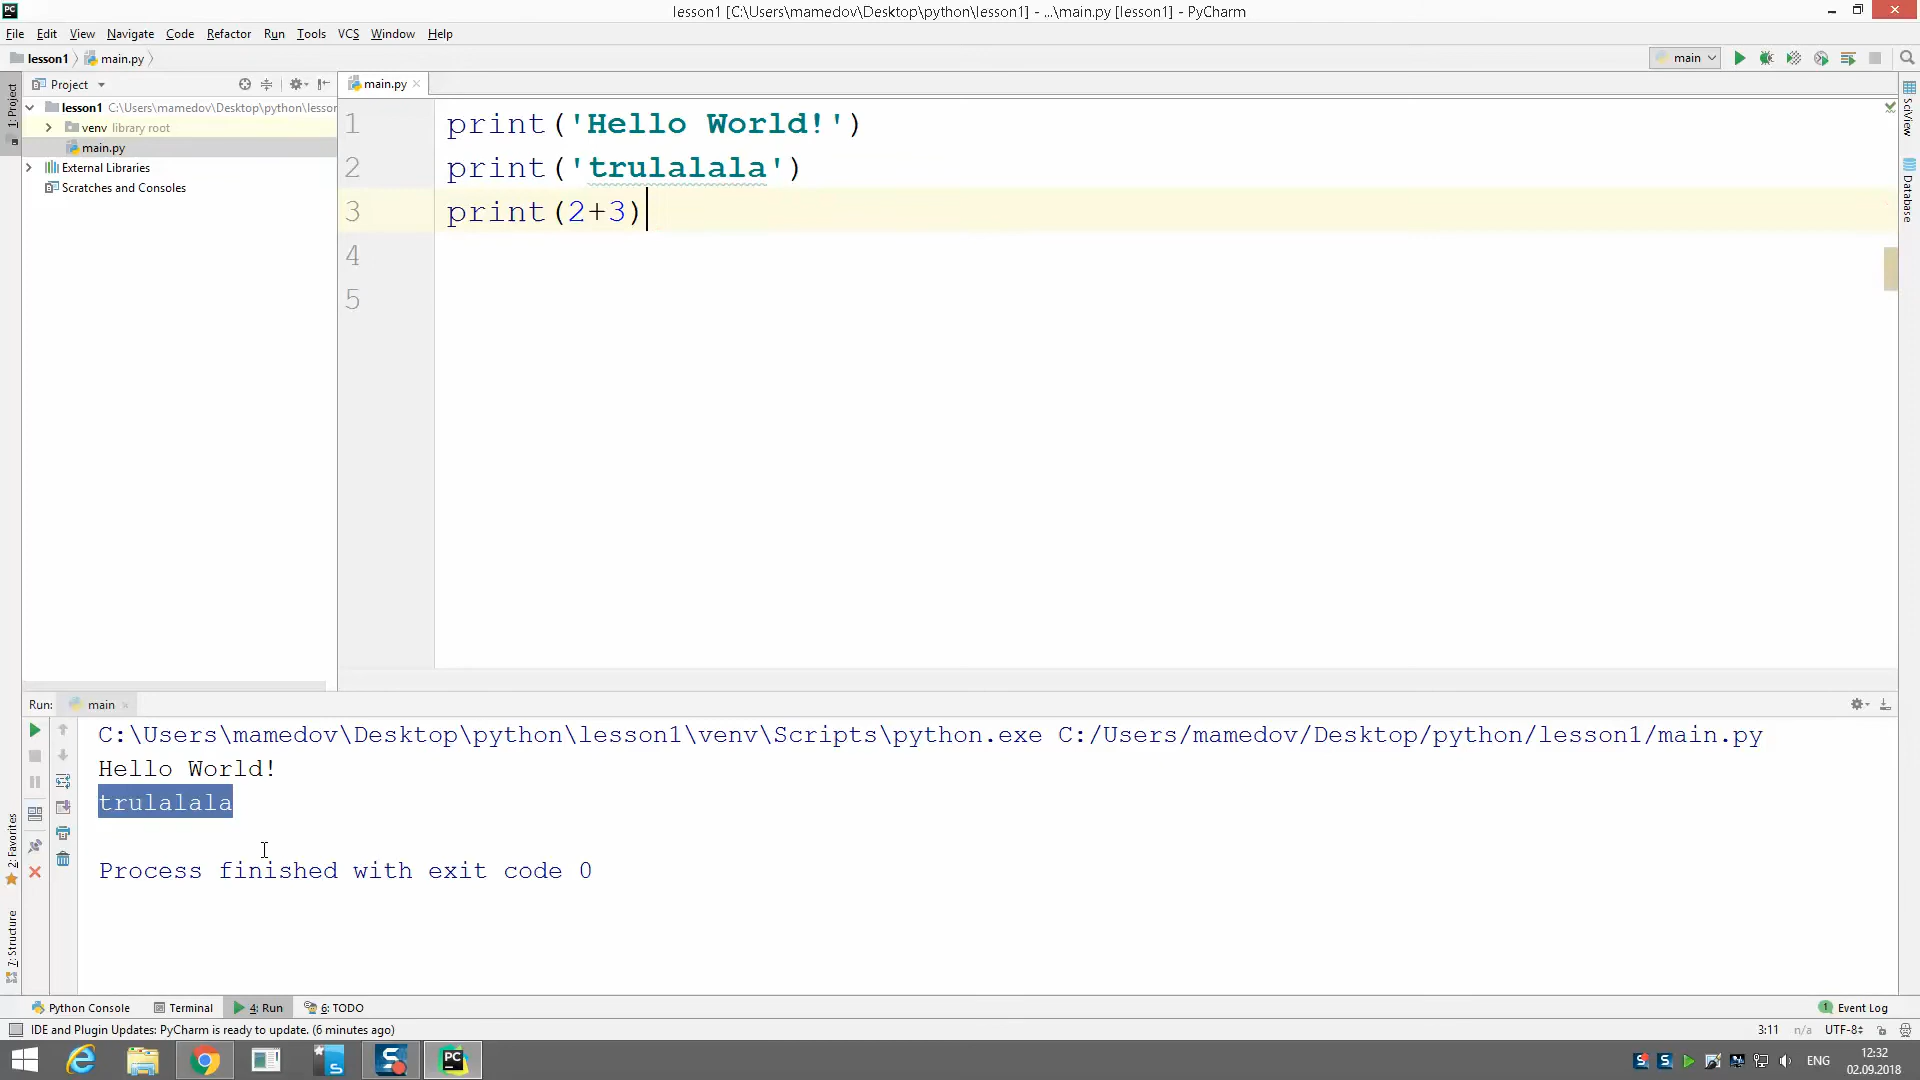 lesson1 [C:\Users\mamedov\Desktop\python\lesson1] - ...\main.py [lesson1] - PyCharm
File Edit View Navigate Code Refactor Run Tools VCS Window Help
lesson1 main.py main
1: Project
Project
main.py
lesson1 C:\Users\mamedov\Desktop\python\lesson
venv library root
main.py
External Libraries
Scratches and Consoles
1 print('Hello World!')
2 print('trulalala')
3 print(2+3)
4
5
SciView
Database
Run: main
C:\Users\mamedov\Desktop\python\lesson1\venv\Scripts\python.exe C:/Users/mamedov/Desktop/python/lesson1/main.py
Hello World!
trulalala
Process finished with exit code 0
2: Favorites
7: Structure
Python Console Terminal 4: Run 6: TODO 1 Event Log
IDE and Plugin Updates: PyCharm is ready to update. (6 minutes ago) 3:11 n/a UTF-8
PC
ENG
12:32
02.09.2018